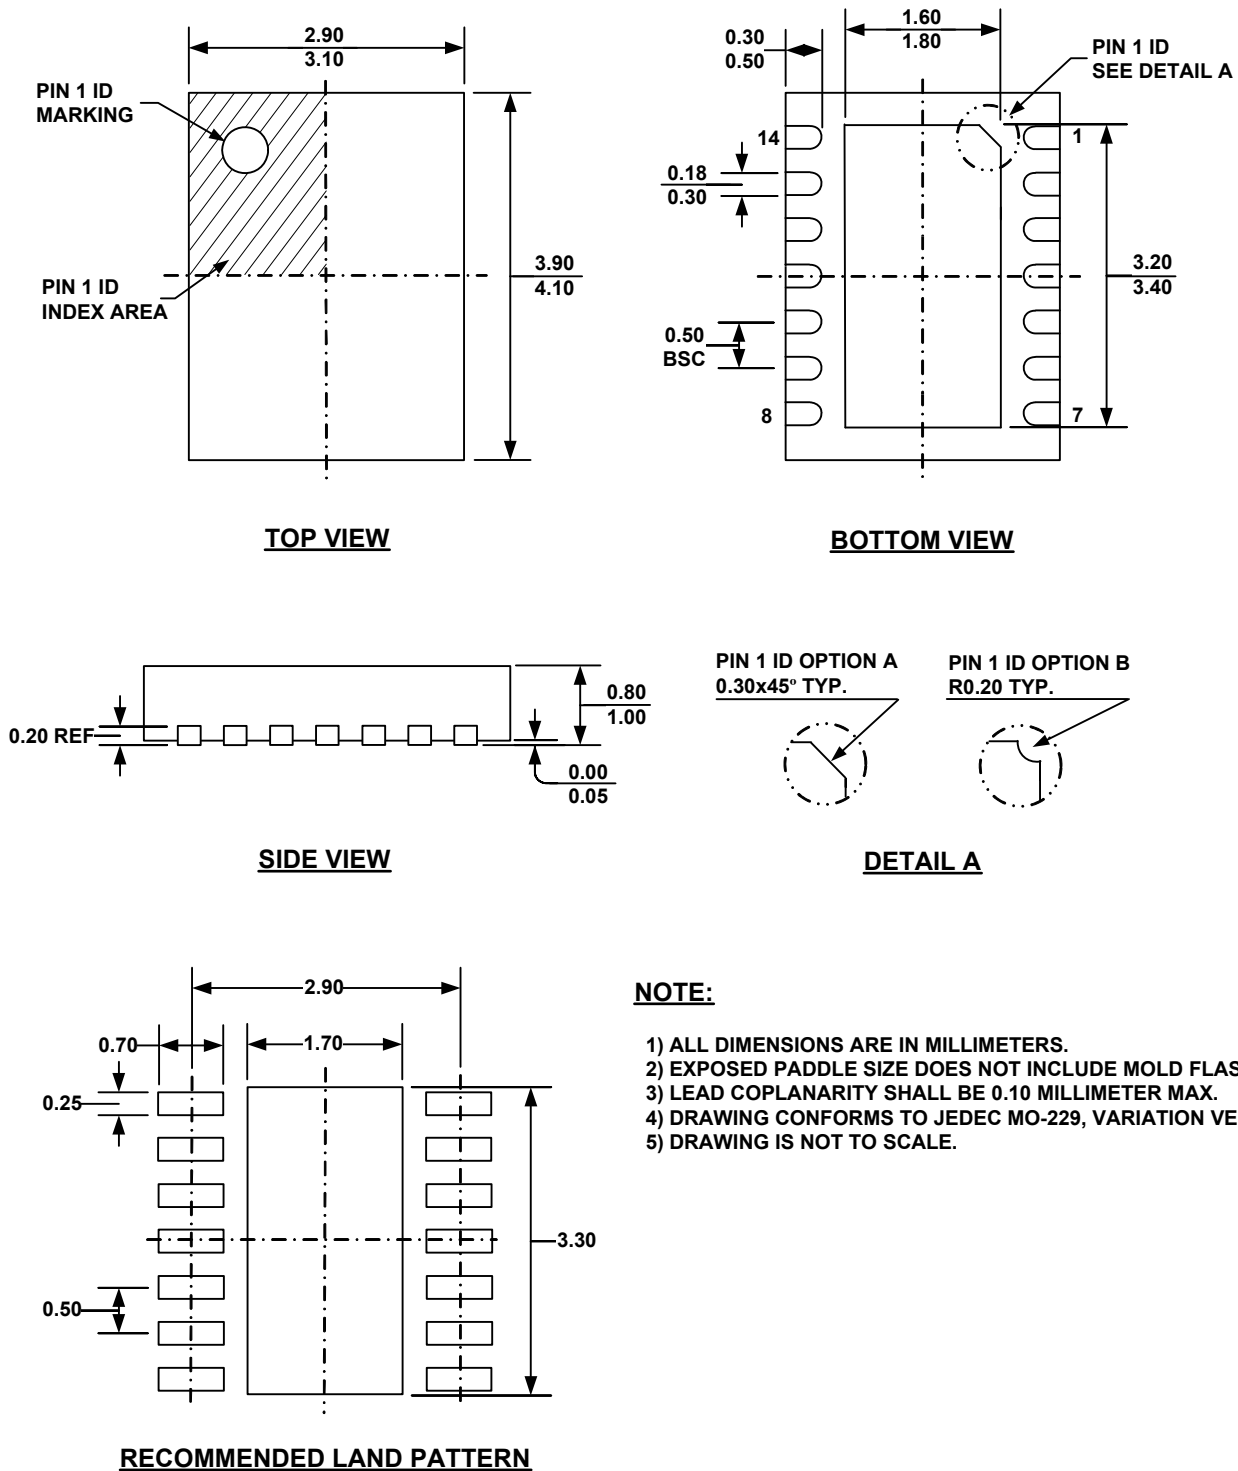 2.90
3.10
PIN 1 ID
MARKING
PIN 1 ID
INDEX AREA
3.90
4.10
TOP VIEW
0.30
0.50
1.60
1.80
PIN 1 ID
SEE DETAIL A
14
1
0.18
0.30
0.50
BSC
3.20
3.40
8
7
BOTTOM VIEW
0.20 REF
0.80
1.00
0.00
0.05
SIDE VIEW
PIN 1 ID OPTION A
0.30x45º TYP.
PIN 1 ID OPTION B
R0.20 TYP.
DETAIL A
2.90
0.70
1.70
0.25
0.50
3.30
RECOMMENDED LAND PATTERN
NOTE:
1) ALL DIMENSIONS ARE IN MILLIMETERS.
2) EXPOSED PADDLE SIZE DOES NOT INCLUDE MOLD FLAS
3) LEAD COPLANARITY SHALL BE 0.10 MILLIMETER MAX.
4) DRAWING CONFORMS TO JEDEC MO-229, VARIATION VE
5) DRAWING IS NOT TO SCALE.